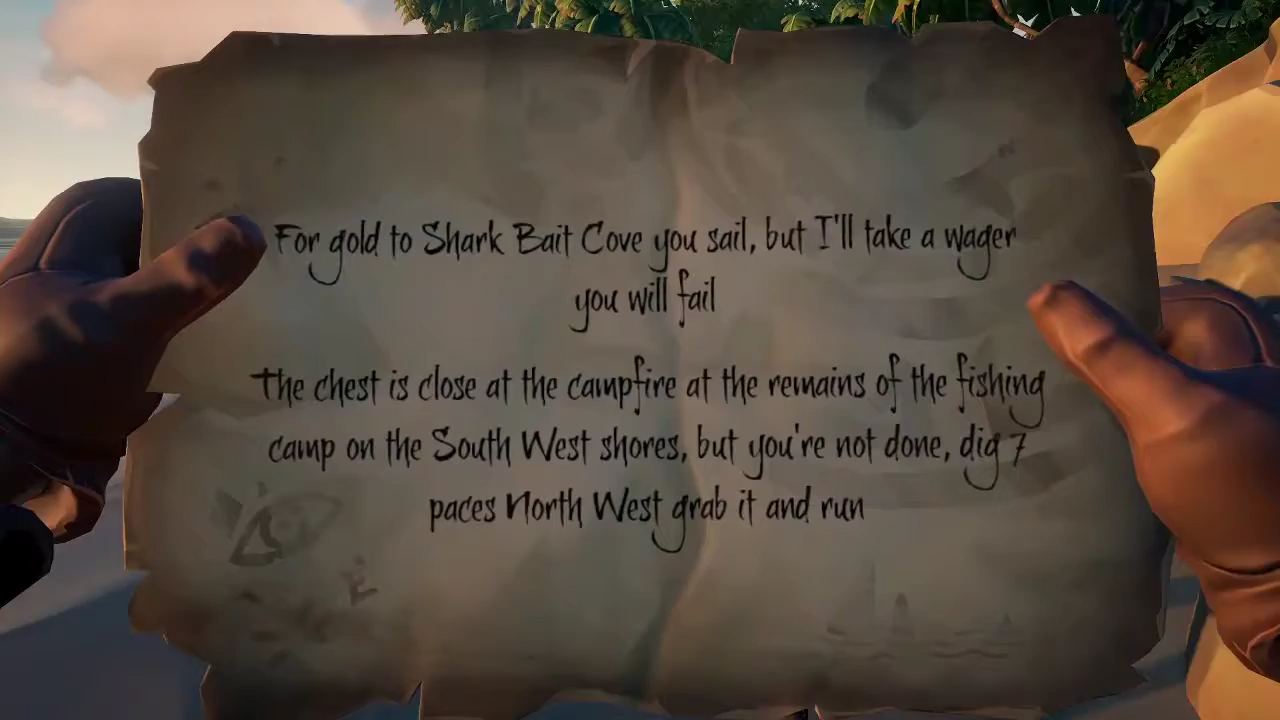 For gold to Shark Bait Cove you sail, but I'll take a wager
you will fail
The chest is close at the campfire at the remains of the fishing
camp on the South West shores, but you're not done, dig 7
paces North West grab it and run